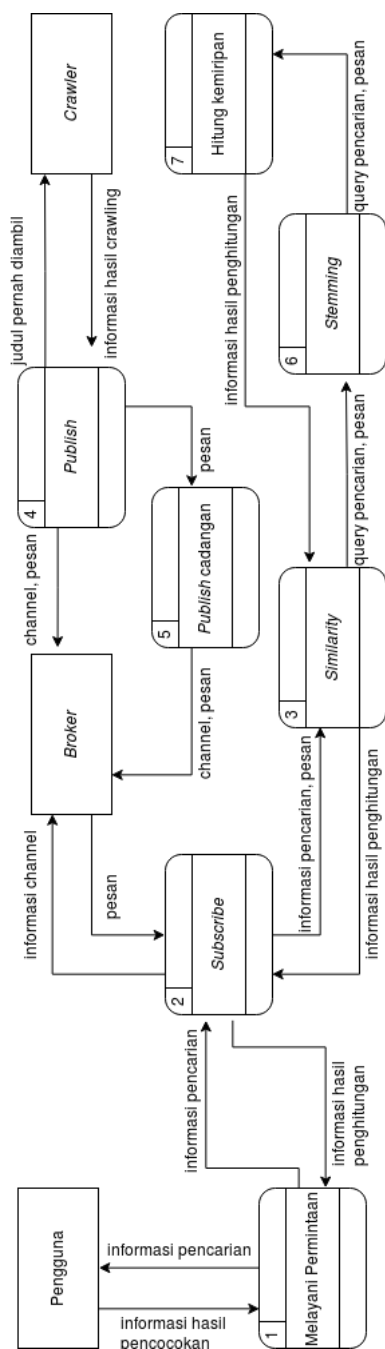 Pengguna
informasi pencarian
informasi hasil
pencocokan
1
Melayani Permintaan
informasi pencarian
informasi hasil
penghitungan
2
Subscribe
informasi channel
pesan
Broker
channel, pesan
channel, pesan
4
Publish
pesan
5
Publish cadangan
judul pernah diambil
informasi hasil crawling
Crawler
informasi pencarian, pesan
informasi hasil penghitungan
3
Similarity
query pencarian, pesan
6
Stemming
query pencarian, pesan
7
Hitung kemiripan
informasi hasil penghitungan